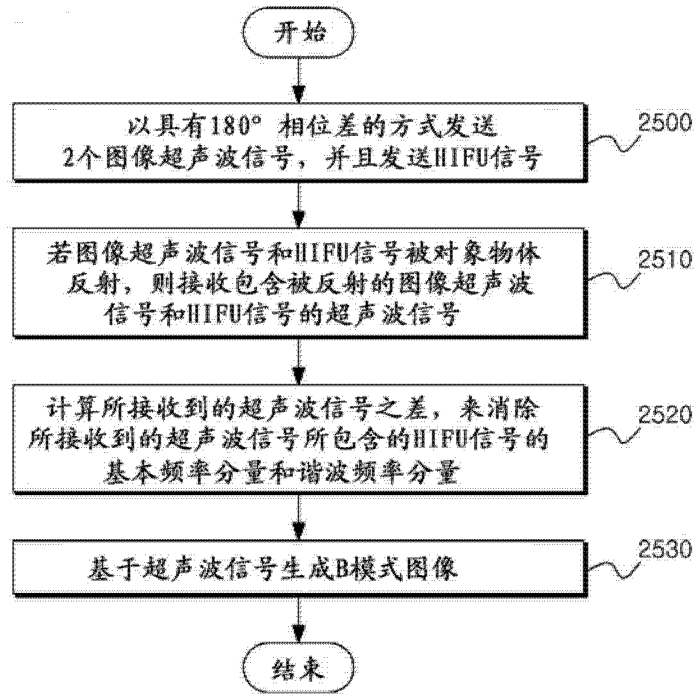 开始
以具有180°相位差的方式发送
2个图像超声波信号，并且发送HIFU信号
2500
若图像超声波信号和HIFU信号被对象物体
反射，则接收包含被反射的图像超声波
信号和HIFU信号的超声波信号
2510
计算所接收到的超声波信号之差，来消除
所接收到的超声波信号所包含的HIFU信号的
基本频率分量和谐波频率分量
2520
基于超声波信号生成B模式图像
2530
结束